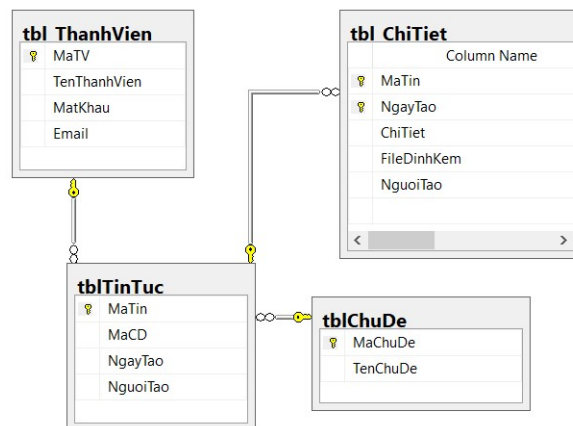 tbl_ThanhVien
MaTV
TenThanhVien
MatKhau
Email
tbl_ChiTiet
Column Name
MaTin
NgayTao
ChiTiet
FileDinhKem
NguoiTao
tblTinTuc
MaTin
MaCD
NgayTao
NguoiTao
tblChuDe
MaChuDe
TenChuDe